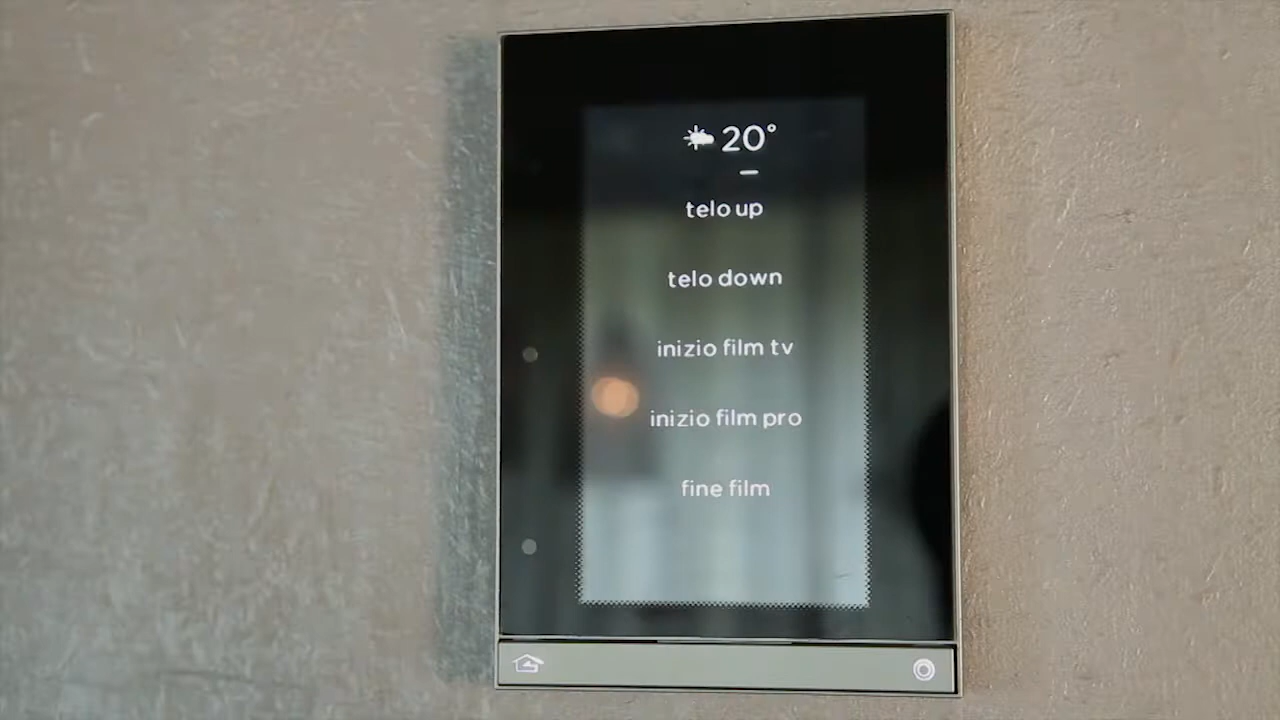 20°
telo up
telo down
inizio film tv
inizio film pro
fine film